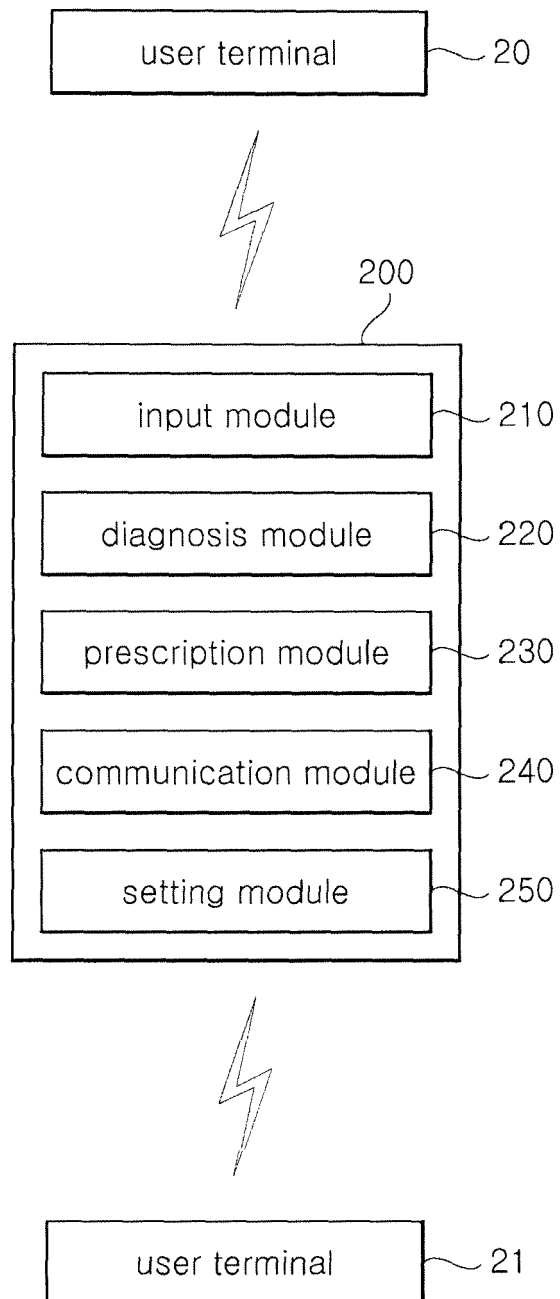 user terminal 20
200
input module 210
diagnosis module 220
prescription module 230
communication module 240
setting module 250
user terminal 21